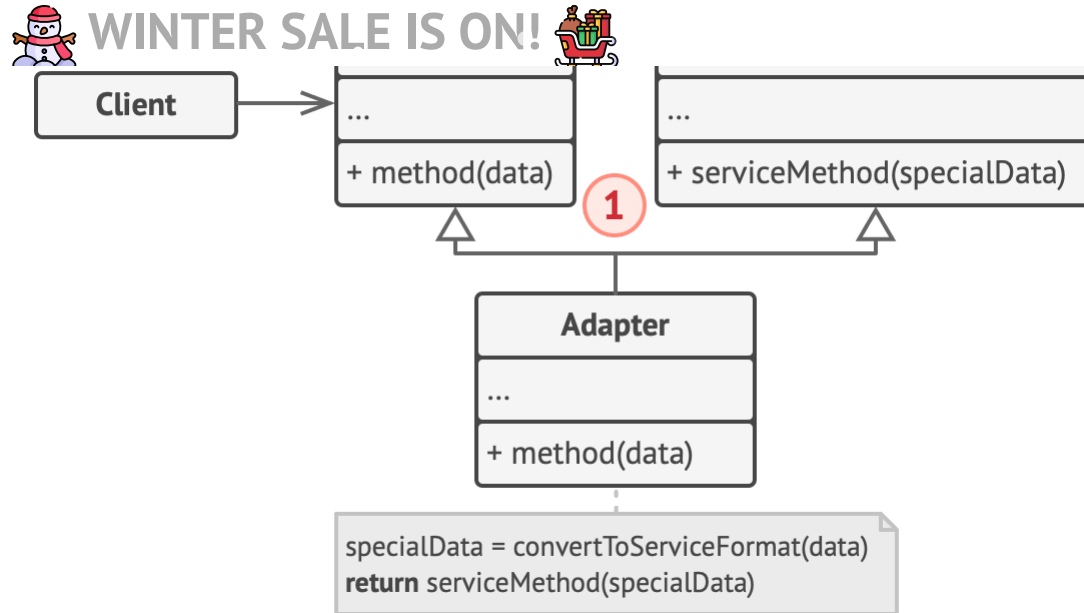 WINTER SALE IS ON!
Client
...
+ method(data)
...
+ serviceMethod(specialData)
1
Adapter
...
+ method(data)
specialData = convertToServiceFormat(data)
return serviceMethod(specialData)